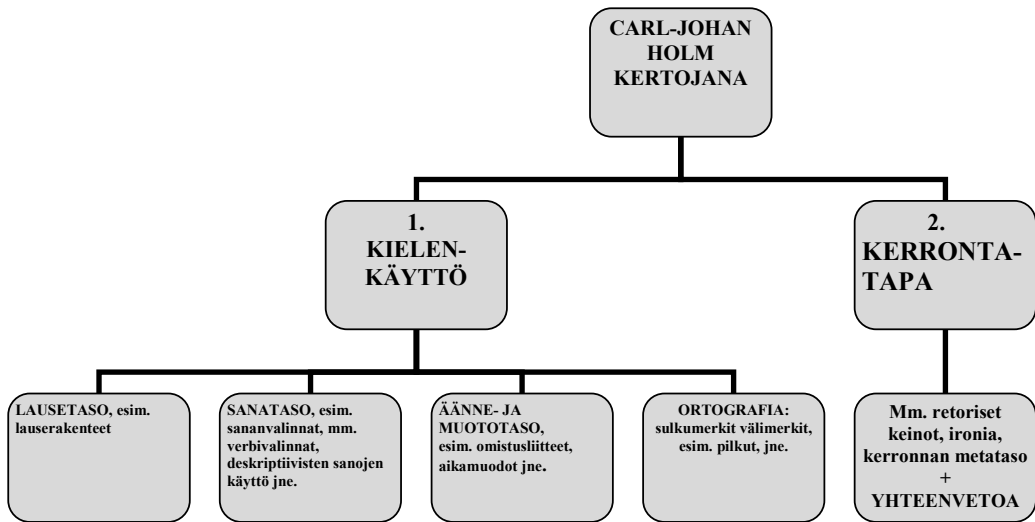 CARL-JOHAN
HOLM
KERTOJANA
1.
KIELEN-
KÄYTTÖ
2.
KERRONTA-
TAPA
LAUSETASO, esim.
lauserakenteet
SANATASO, esim.
sananvalinnat, mm.
verbivalinnat,
deskriptiivisten sanojen
käyttö jne.
ÄÄNNE- JA
MUOTOTASO,
esim. omistusliitteet,
aikamuodot jne.
ORTOGRAFIA:
sulkumerkit välimerkit,
esim. pilkut, jne.
Mm. retoriset
keinot, ironia,
kerronnan metataso
+
YHTEENVETOA